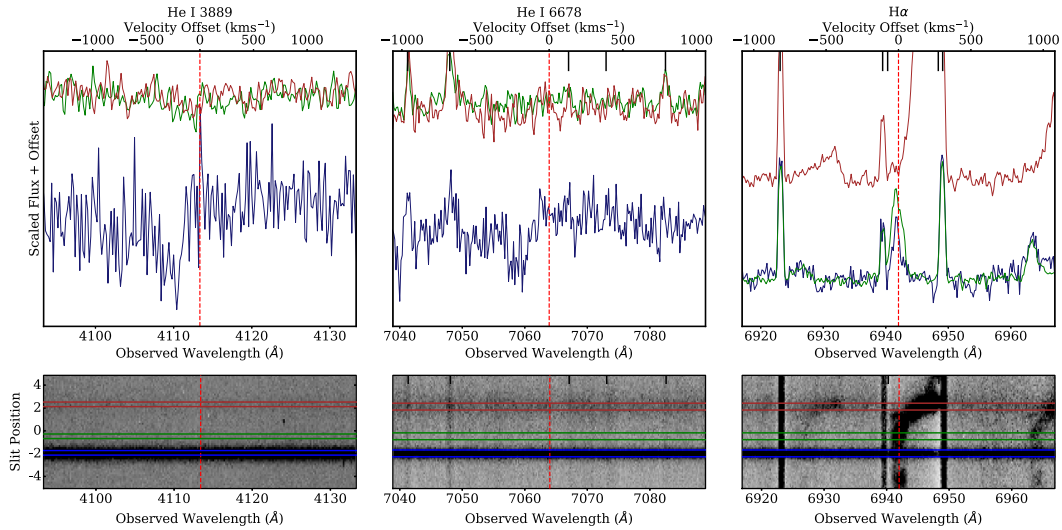 He I 3889
Velocity Offset (kms⁻¹)
−1000 −500 0 500 1000
Scaled Flux + Offset
4100 4110 4120 4130
Observed Wavelength (Å)
He I 6678
Velocity Offset (kms⁻¹)
−1000 −500 0 500 1000
7040 7050 7060 7070 7080
Observed Wavelength (Å)
Hα
Velocity Offset (kms⁻¹)
−1000 −500 0 500 1000
6920 6930 6940 6950 6960
Observed Wavelength (Å)
Slit Position
4
2
0
-2
-4
4100 4110 4120 4130
Observed Wavelength (Å)
7040 7050 7060 7070 7080
Observed Wavelength (Å)
6920 6930 6940 6950 6960
Observed Wavelength (Å)